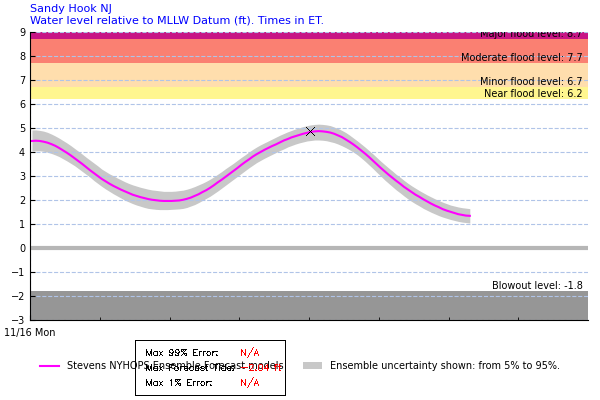 Sandy Hook NJ
Water level relative to MLLW Datum (ft). Times in ET.
9
Major flood level: 8.7
8
Moderate flood level: 7.7
7
Minor flood level: 6.7
Near flood level: 6.2
6
5
4
3
2
1
0
−1
Blowout level: -1.8
−2
−3
11/16 Mon
Max 99% Error: N/A
Stevens NYHOPS Ensemble Forecast models
Max Forecast Tide:
Ensemble uncertainty shown: from 5% to 95%.
Max 1% Error: N/A